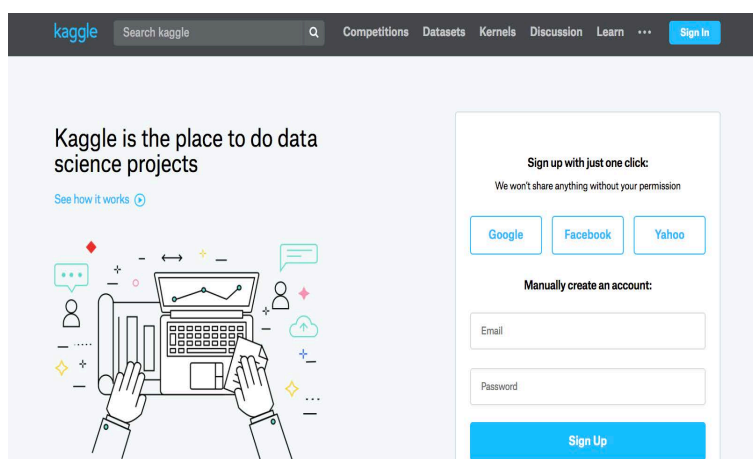 kaggle Search kaggle Competitions Datasets Kernels Discussion Learn ••• Sign In
Kaggle is the place to do data
science projects
See how it works
Sign up with just one click:
We won't share anything without your permission
Google Facebook Yahoo
Manually create an account:
Email
Password
Sign Up